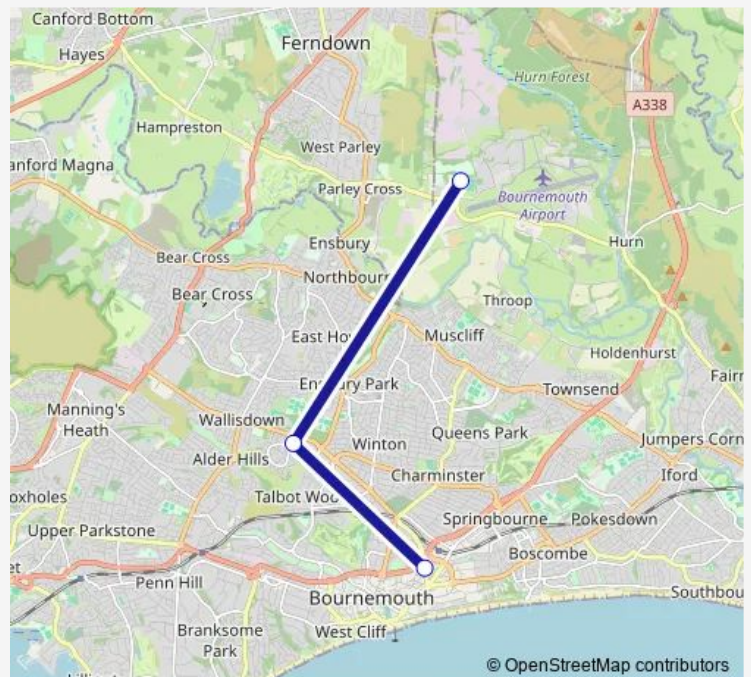 Canford Bottom
Hayes
Ferndown
Hurn Forest
A338
Hampreston
West Parley
anford Magna
Parley Cross
Bournemouth
Airport
Ensbury
Hurn
Bear Cross
Northbour
Bear Cross
Throop
East Ho
Muscliff
Holdenhurst
Fair
Ensbury Park
Townsend
Manning's
Heath
Wallisdown
Queens Park
Winton
Jumpers Corn
Alder Hills
Charminster
Iford
oxholes
Talbot Woo
Springbourne
Pokesdown
Upper Parkstone
Boscombe
et
Penn Hill
Southbou
Bournemouth
Branksome
Park
West Cliff
© OpenStreetMap contributors